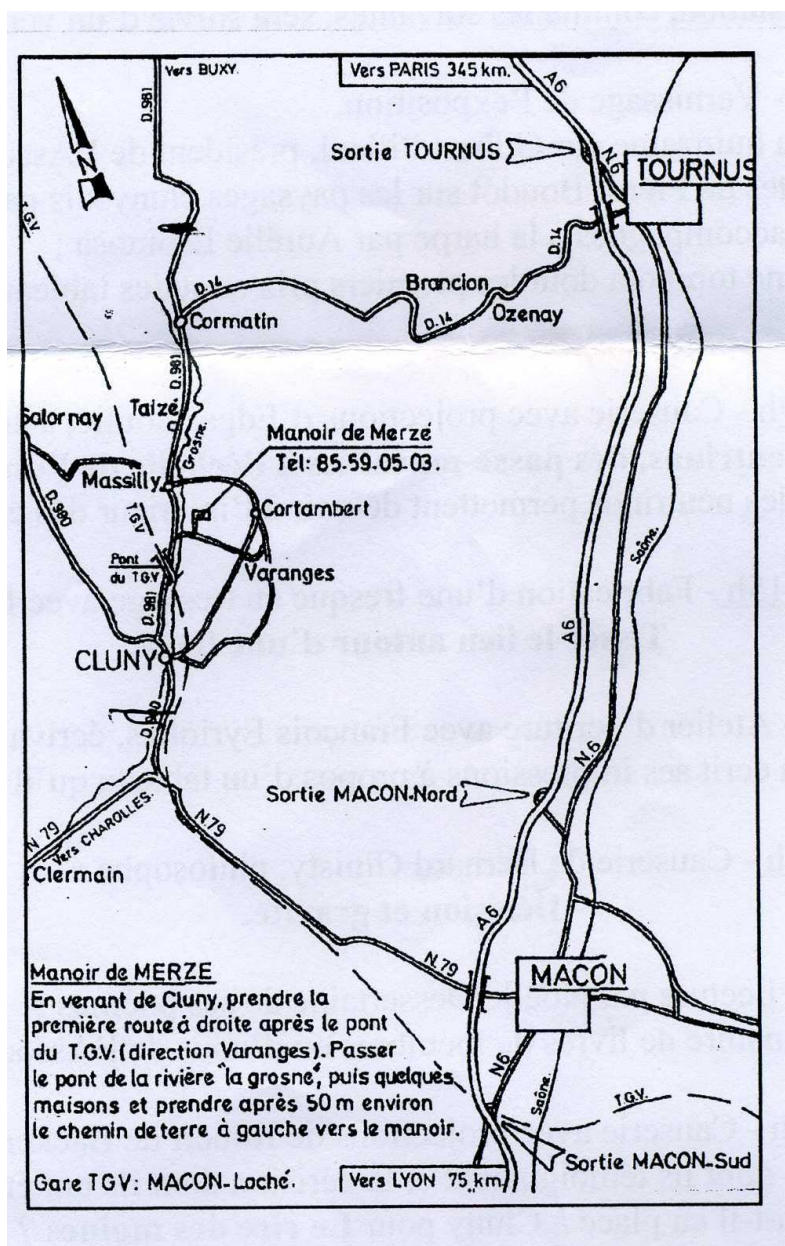 Vers BUXY.
Vers PARIS 345 km.
A6
D.981
Sortie TOURNUS
N.6
TOURNUS
T.G.V.
D.14
D.14
Brancion
D.14
Ozenay
Cormatin
D.981
Taizé
Grosne.
Salornay
Manoir de Merzé
Tél: 85.59.05.03.
Massilly
Cortambert
D.980
TGV
Saône.
Pont
du T.G.V
Varanges
D.981
A6
CLUNY
D.980
N.6
Sortie MACON-Nord
N 79
Vers CHAROLLES.
N79
Clermain
A6
N.79
MACON
Manoir de MERZE
En venant de Cluny, prendre la
première route à droite après le pont
du T.G.V. (direction Varanges). Passer
le pont de la rivière "la grosne", puis quelques
maisons et prendre après 50 m environ
le chemin de terre à gauche vers le manoir.
N6
Saône.
T.G.V.
Sortie MACON-Sud
Gare TGV: MACON-Loché.
Vers LYON 75 km.